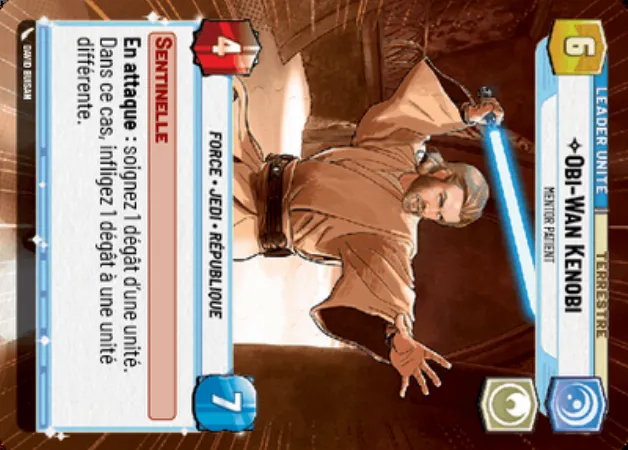 6
LEADER UNITÉ
TERRESTRE
OBI-WAN KENOBI
MENTOR PATIENT
4
FORCE • JEDI • RÉPUBLIQUE
7
SENTINELLE
En attaque : soignez 1 dégât d'une unité.
Dans ce cas, infligez 1 dégât à une unité
différente.
DAVID BUISAN